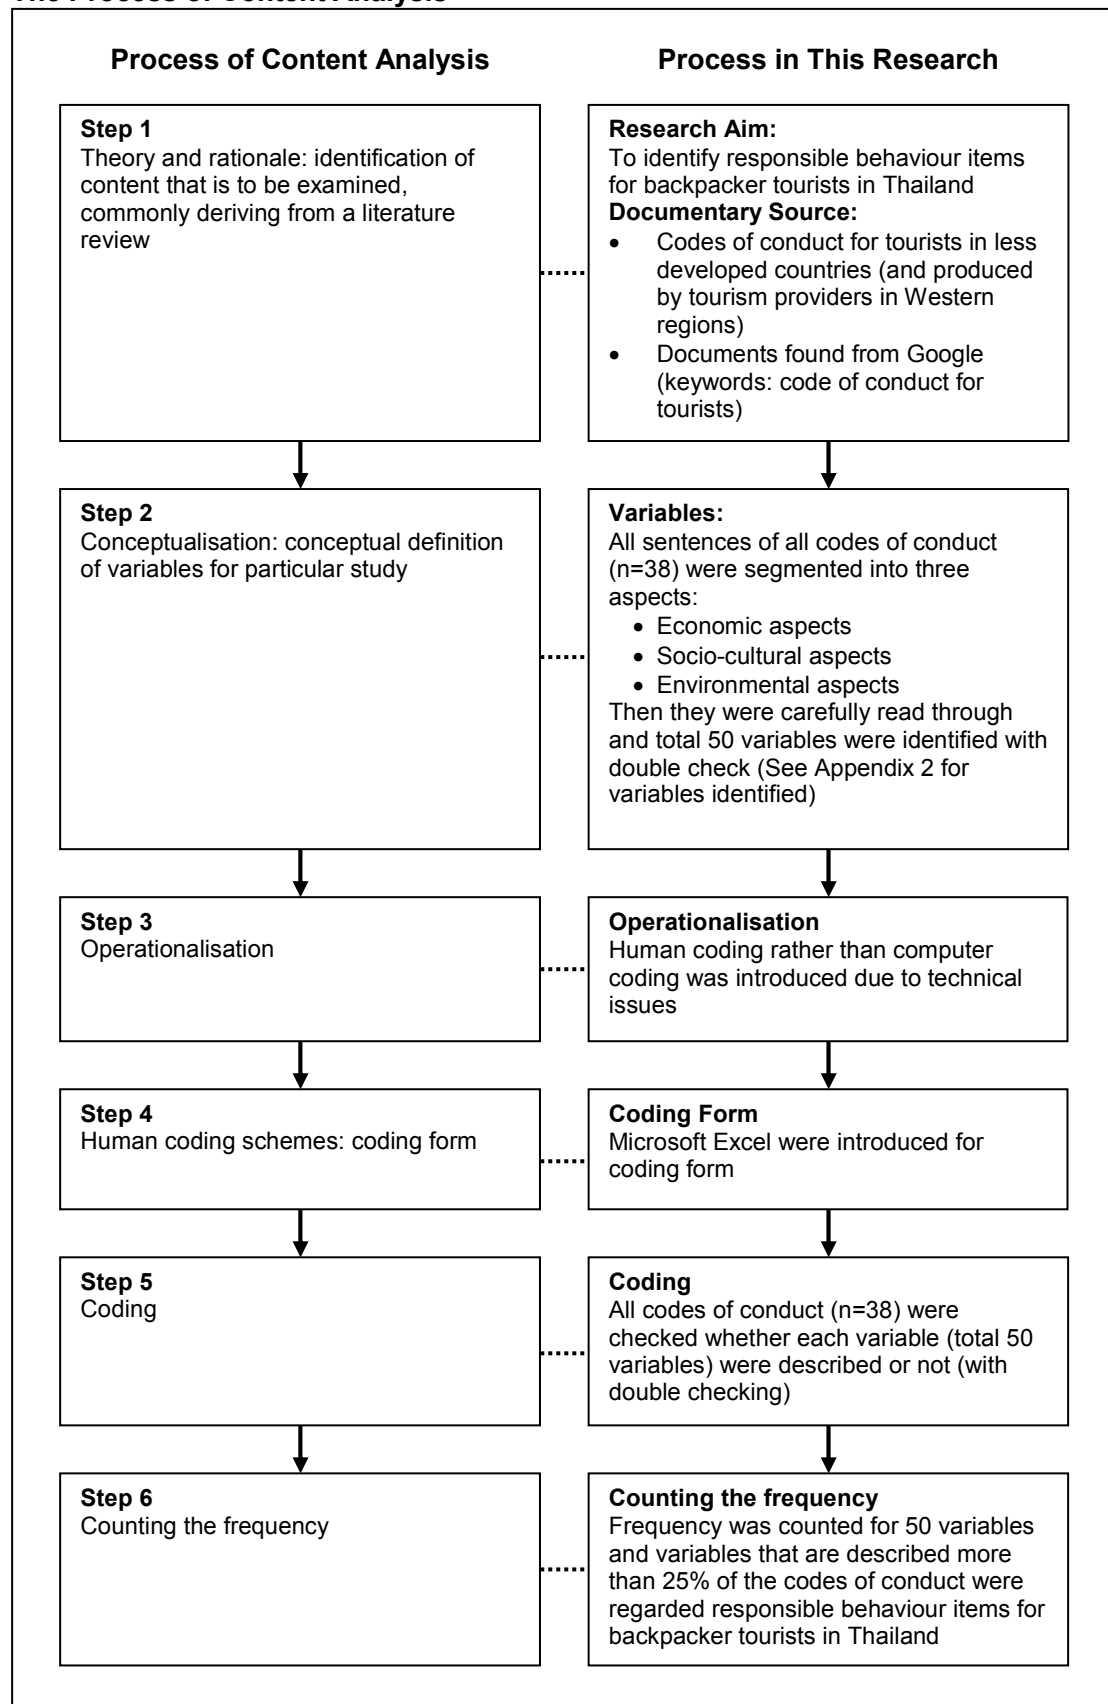 The Process of Content Analysis
Process of Content Analysis
Process in This Research
Step 1
Theory and rationale: identification of
content that is to be examined,
commonly deriving from a literature
review
Research Aim:
To identify responsible behaviour items
for backpacker tourists in Thailand
Documentary Source:
• Codes of conduct for tourists in less
developed countries (and produced
by tourism providers in Western
regions)
• Documents found from Google
(keywords: code of conduct for
tourists)
Step 2
Conceptualisation: conceptual definition
of variables for particular study
Variables:
All sentences of all codes of conduct
(n=38) were segmented into three
aspects:
• Economic aspects
• Socio-cultural aspects
• Environmental aspects
Then they were carefully read through
and total 50 variables were identified with
double check (See Appendix 2 for
variables identified)
Step 3
Operationalisation
Operationalisation
Human coding rather than computer
coding was introduced due to technical
issues
Step 4
Human coding schemes: coding form
Coding Form
Microsoft Excel were introduced for
coding form
Step 5
Coding
Coding
All codes of conduct (n=38) were
checked whether each variable (total 50
variables) were described or not (with
double checking)
Step 6
Counting the frequency
Counting the frequency
Frequency was counted for 50 variables
and variables that are described more
than 25% of the codes of conduct were
regarded responsible behaviour items for
backpacker tourists in Thailand